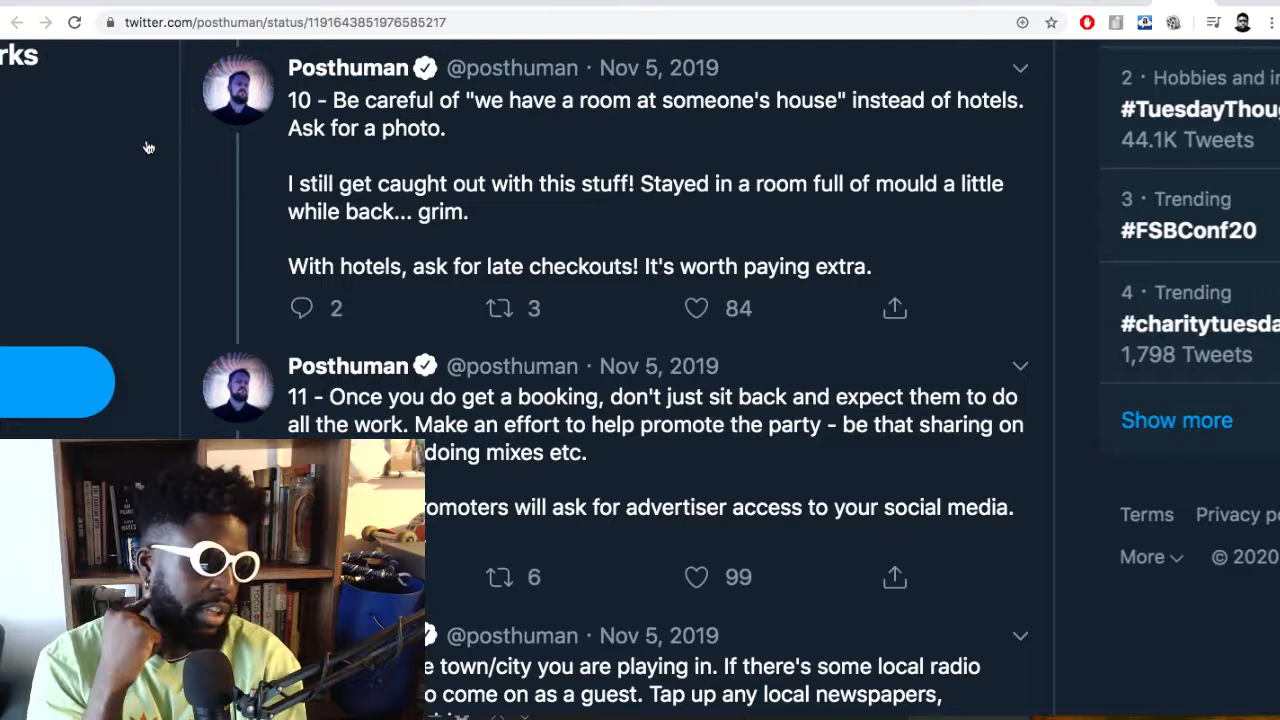 twitter.com/posthuman/status/1191643851976585217
rks
Posthuman @posthuman · Nov 5, 2019
10 - Be careful of "we have a room at someone's house" instead of hotels.
Ask for a photo.
I still get caught out with this stuff! Stayed in a room full of mould a little
while back... grim.
With hotels, ask for late checkouts! It's worth paying extra.
2 3 84
Posthuman @posthuman · Nov 5, 2019
11 - Once you do get a booking, don't just sit back and expect them to do
all the work. Make an effort to help promote the party - be that sharing on
doing mixes etc.
omoters will ask for advertiser access to your social media.
6 99
@posthuman · Nov 5, 2019
e town/city you are playing in. If there's some local radio
o come on as a guest. Tap up any local newspapers,
2 · Hobbies and in
#TuesdayThou
44.1K Tweets
3 · Trending
#FSBConf20
4 · Trending
#charitytuesda
1,798 Tweets
Show more
Terms Privacy po
More © 2020